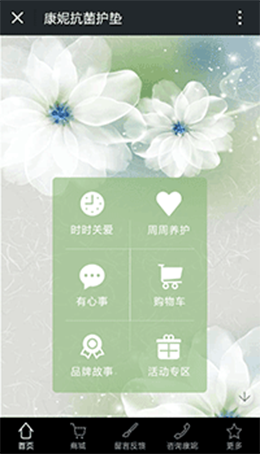 康妮抗菌护垫
时时关爱
周周养护
有心事
购物车
品牌故事
活动专区
首页
商城
留言反馈
咨询康妮
更多